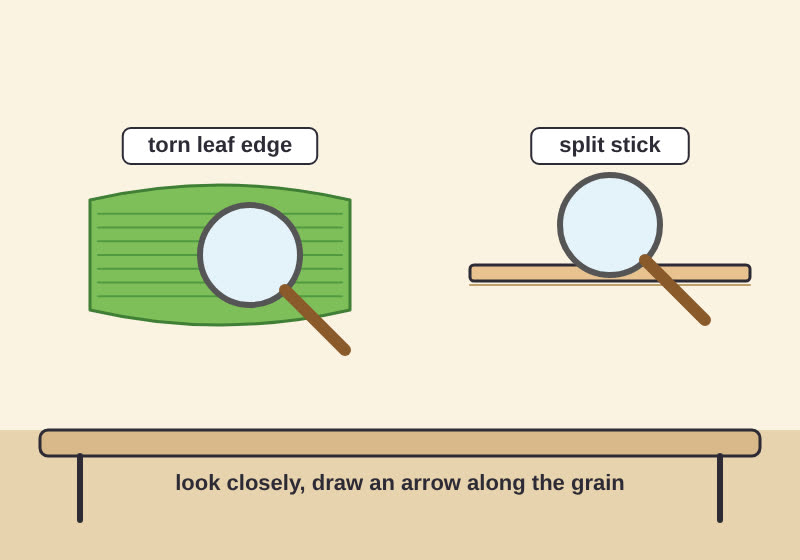 torn leaf edge
split stick
look closely, draw an arrow along the grain